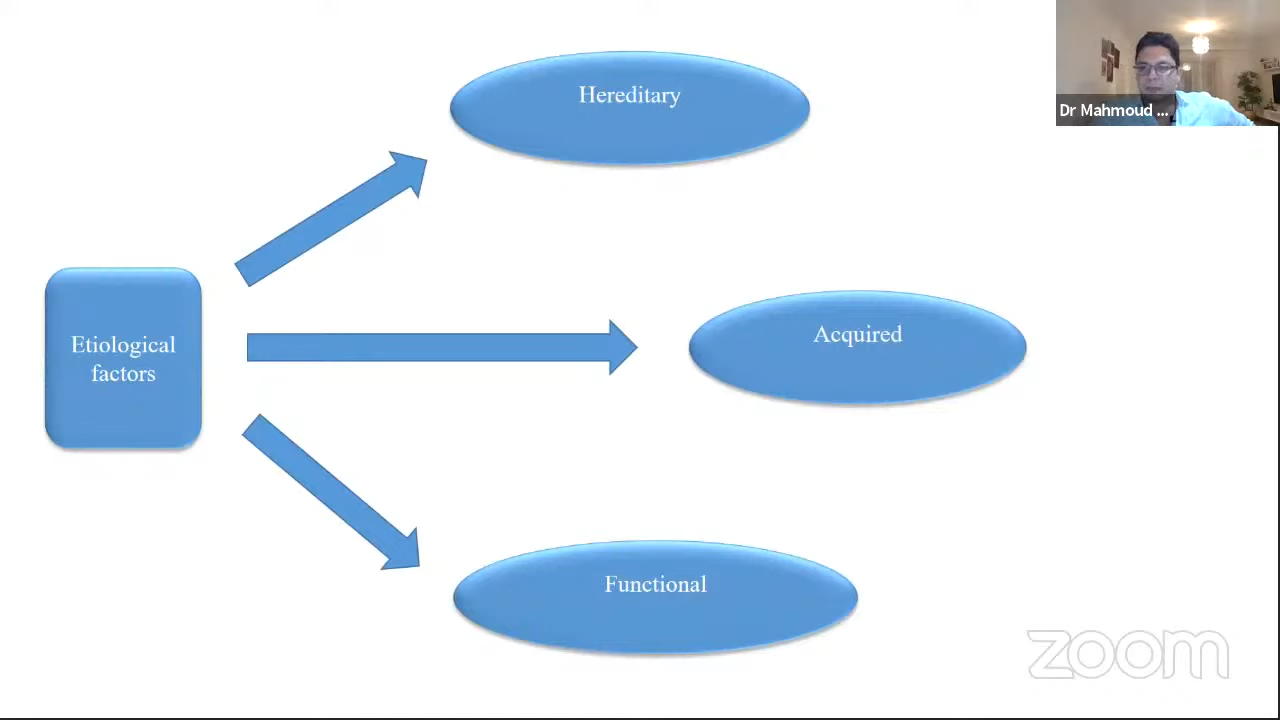 Hereditary
Dr Mahmoud ...
Etiological
factors
Acquired
Functional
zoom